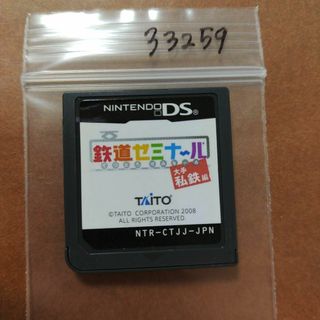 33259
NINTENDO DS
鉄道ゼミナール
大手
私鉄編
TAITO
©TAITO CORPORATION 2008
ALL RIGHTS RESERVED.
NTR-CTJJ-JPN